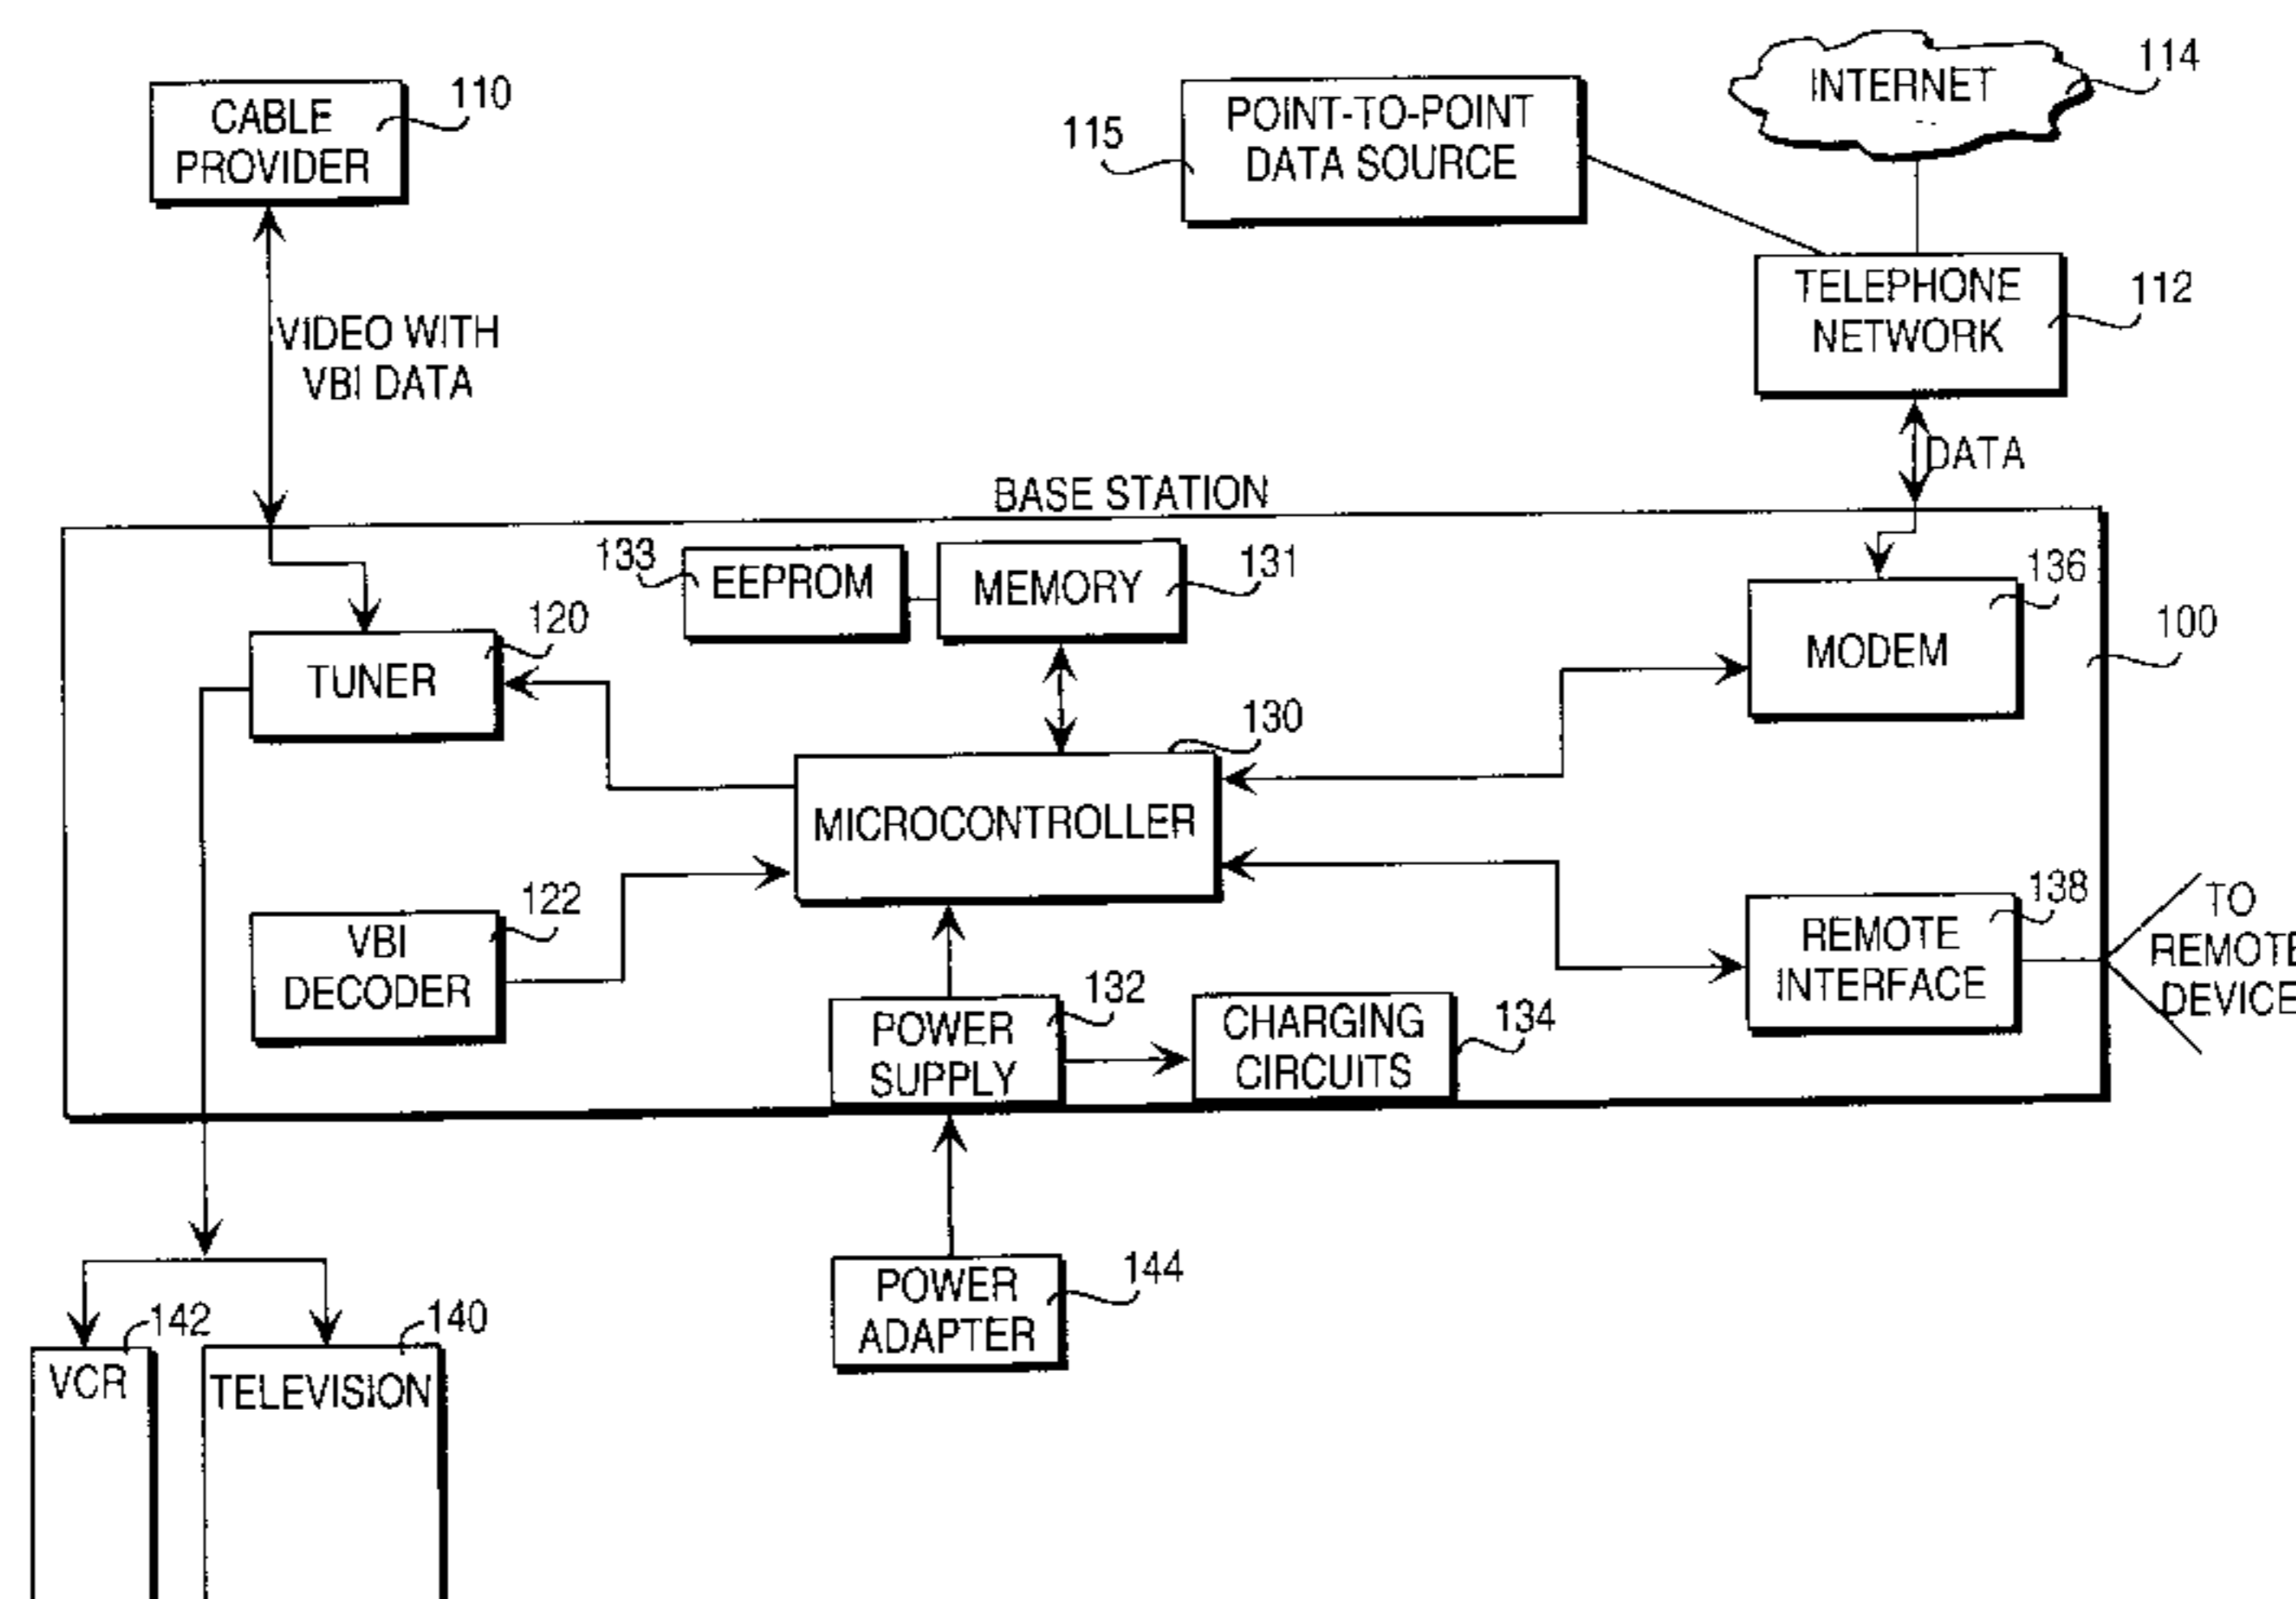 CABLE
PROVIDER
110
POINT-TO-POINT
DATA SOURCE
115
INTERNET
114
TELEPHONE
NETWORK
112
VIDEO WITH
VBI DATA
DATA
BASE STATION
133
EEPROM
MEMORY
131
136
MODEM
100
120
TUNER
130
MICROCONTROLLER
122
VBI
DECODER
138
REMOTE
INTERFACE
TO
REMOTE
DEVICE
132
POWER
SUPPLY
CHARGING
CIRCUITS
134
POWER
ADAPTER
144
142
VCR
140
TELEVISION